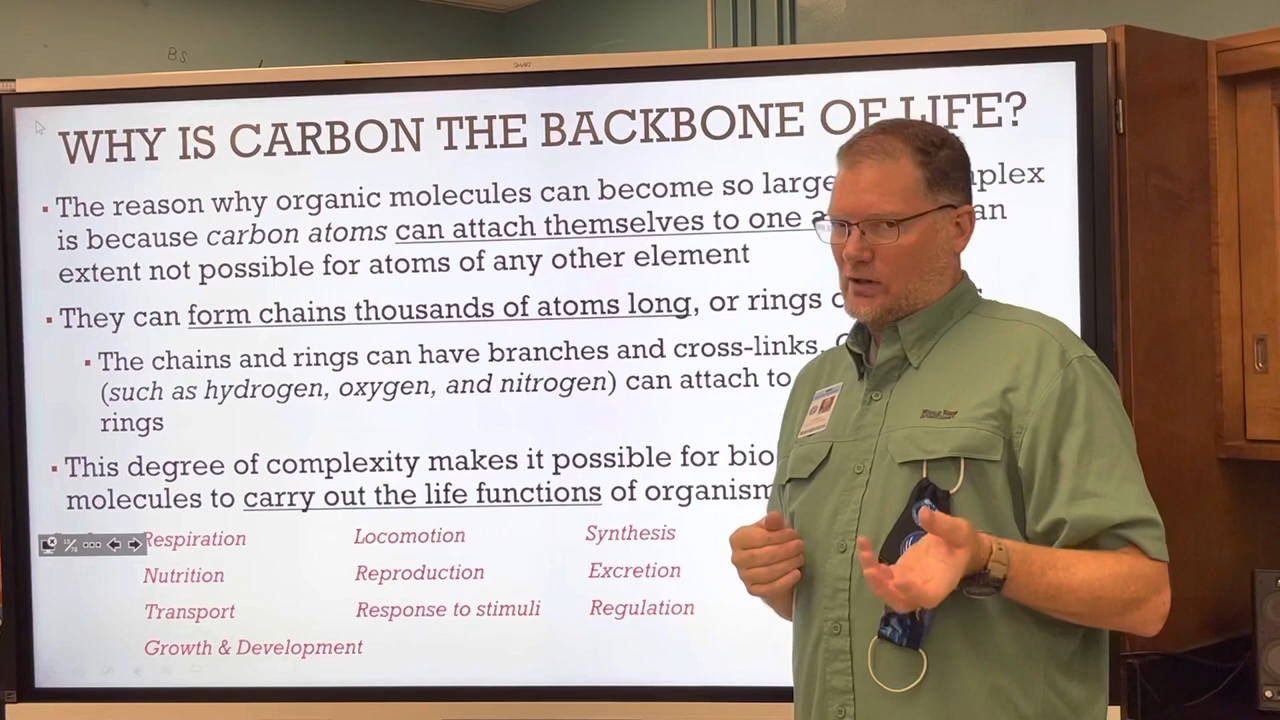 BS
SMART
WHY IS CARBON THE BACKBONE OF LIFE?
▪ The reason why organic molecules can become so large
is because carbon atoms can attach themselves to one
extent not possible for atoms of any other element
▪ They can form chains thousands of atoms long, or rings
▪ The chains and rings can have branches and cross-links.
(such as hydrogen, oxygen, and nitrogen) can attach to
rings
▪ This degree of complexity makes it possible for bio
molecules to carry out the life functions of organism
Respiration Locomotion Synthesis
Nutrition Reproduction Excretion
Transport Response to stimuli Regulation
Growth & Development